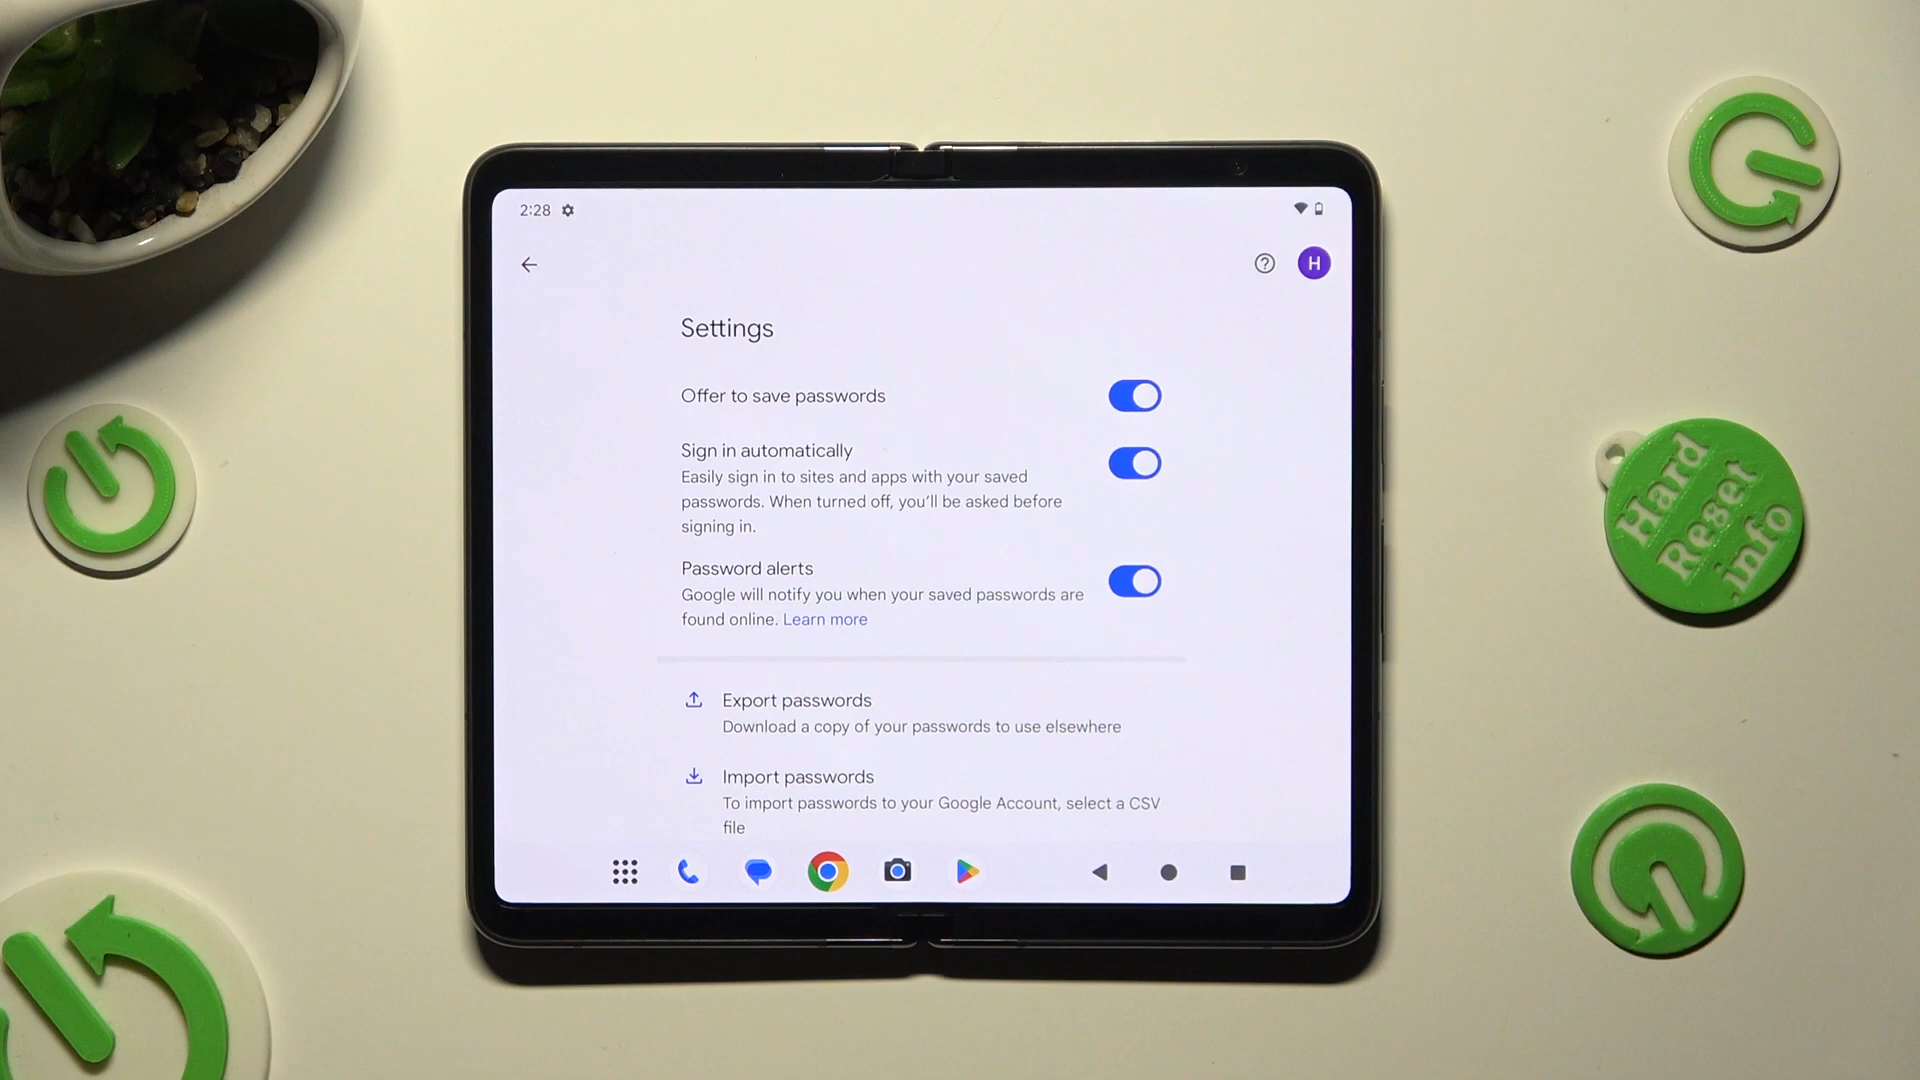 2:28
H
Settings
Offer to save passwords
Sign in automatically
Easily sign in to sites and apps with your saved
passwords. When turned off, you'll be asked before
signing in.
Password alerts
Google will notify you when your saved passwords are
found online. Learn more
Export passwords
Download a copy of your passwords to use elsewhere
Import passwords
To import passwords to your Google Account, select a CSV
file
Hard
Reset
.info